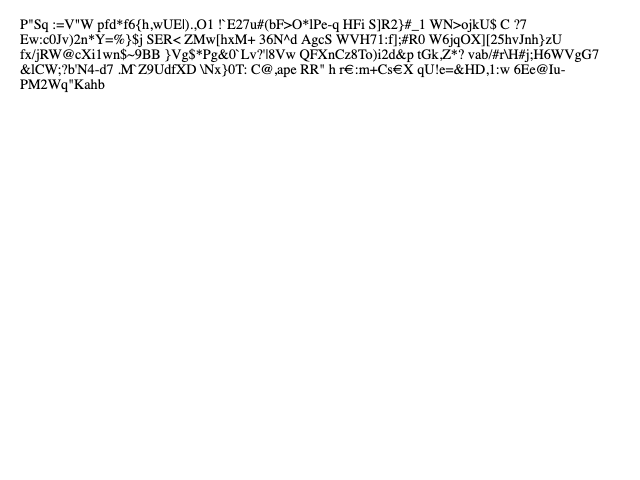 P"Sq :=V"W pfd*f6{h,wUEl).,O1 !`E27u#(bF>O*lPe-q HFi S]R2}#_1 WN>ojkU$ C ?7
Ew:c0Jv)2n*Y=%}$j SER< ZMw[hxM+ 36N^d AgcS WVH71:f];#R0 W6jqOX][25hvJnh}zU
fx/jRW@cXi1wn$~9BB }Vg$*Pg&0`Lv?'|8Vw QFXnCz8To)i2d&p tGk,Z*? vab/#r\H#j;H6WVgG7
&lCW;?b'N4-d7 .M`Z9UdfXD \Nx}0T: C@,ape RR" h r€:m+Cs€X qU!e=&HD,1:w 6Ee@Iu-
PM2Wq"Kahb